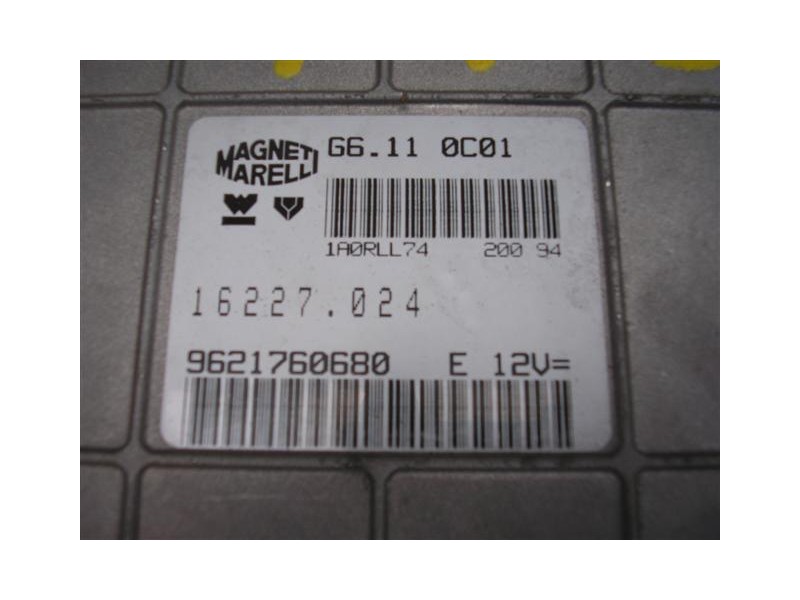 MAGNETI
MARELLI
G6.11 0C01
1A0RLL74 200 94
16227.024
9621760680 E 12V=